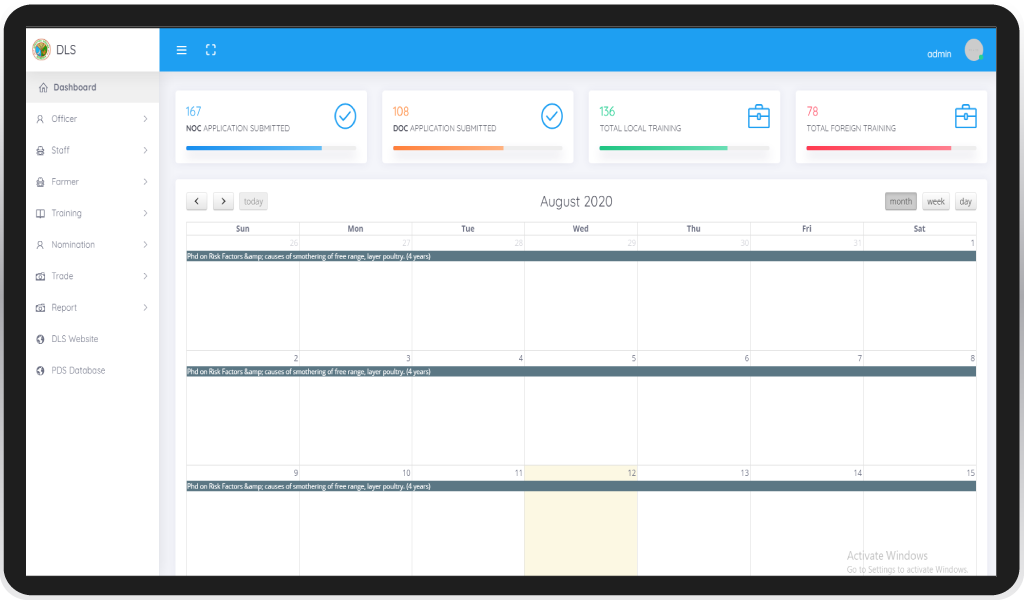 DLS
admin
Dashboard
Officer
Staff
Farmer
Training
Nomination
Trade
Report
DLS Website
PDS Database
167
NOC APPLICATION SUBMITTED
108
DOC APPLICATION SUBMITTED
136
TOTAL LOCAL TRAINING
78
TOTAL FOREIGN TRAINING
today
August 2020
month week day
Sun Mon Tue Wed Thu Fri Sat
26 27 28 29 30 31 1
Phd on Risk Factors &amp; causes of smothering of free range, layer poultry. (4 years)
2 3 4 5 6 7 8
Phd on Risk Factors &amp; causes of smothering of free range, layer poultry. (4 years)
9 10 11 12 13 14 15
Phd on Risk Factors &amp; causes of smothering of free range, layer poultry. (4 years)
Activate Windows
Go to Settings to activate Windows.